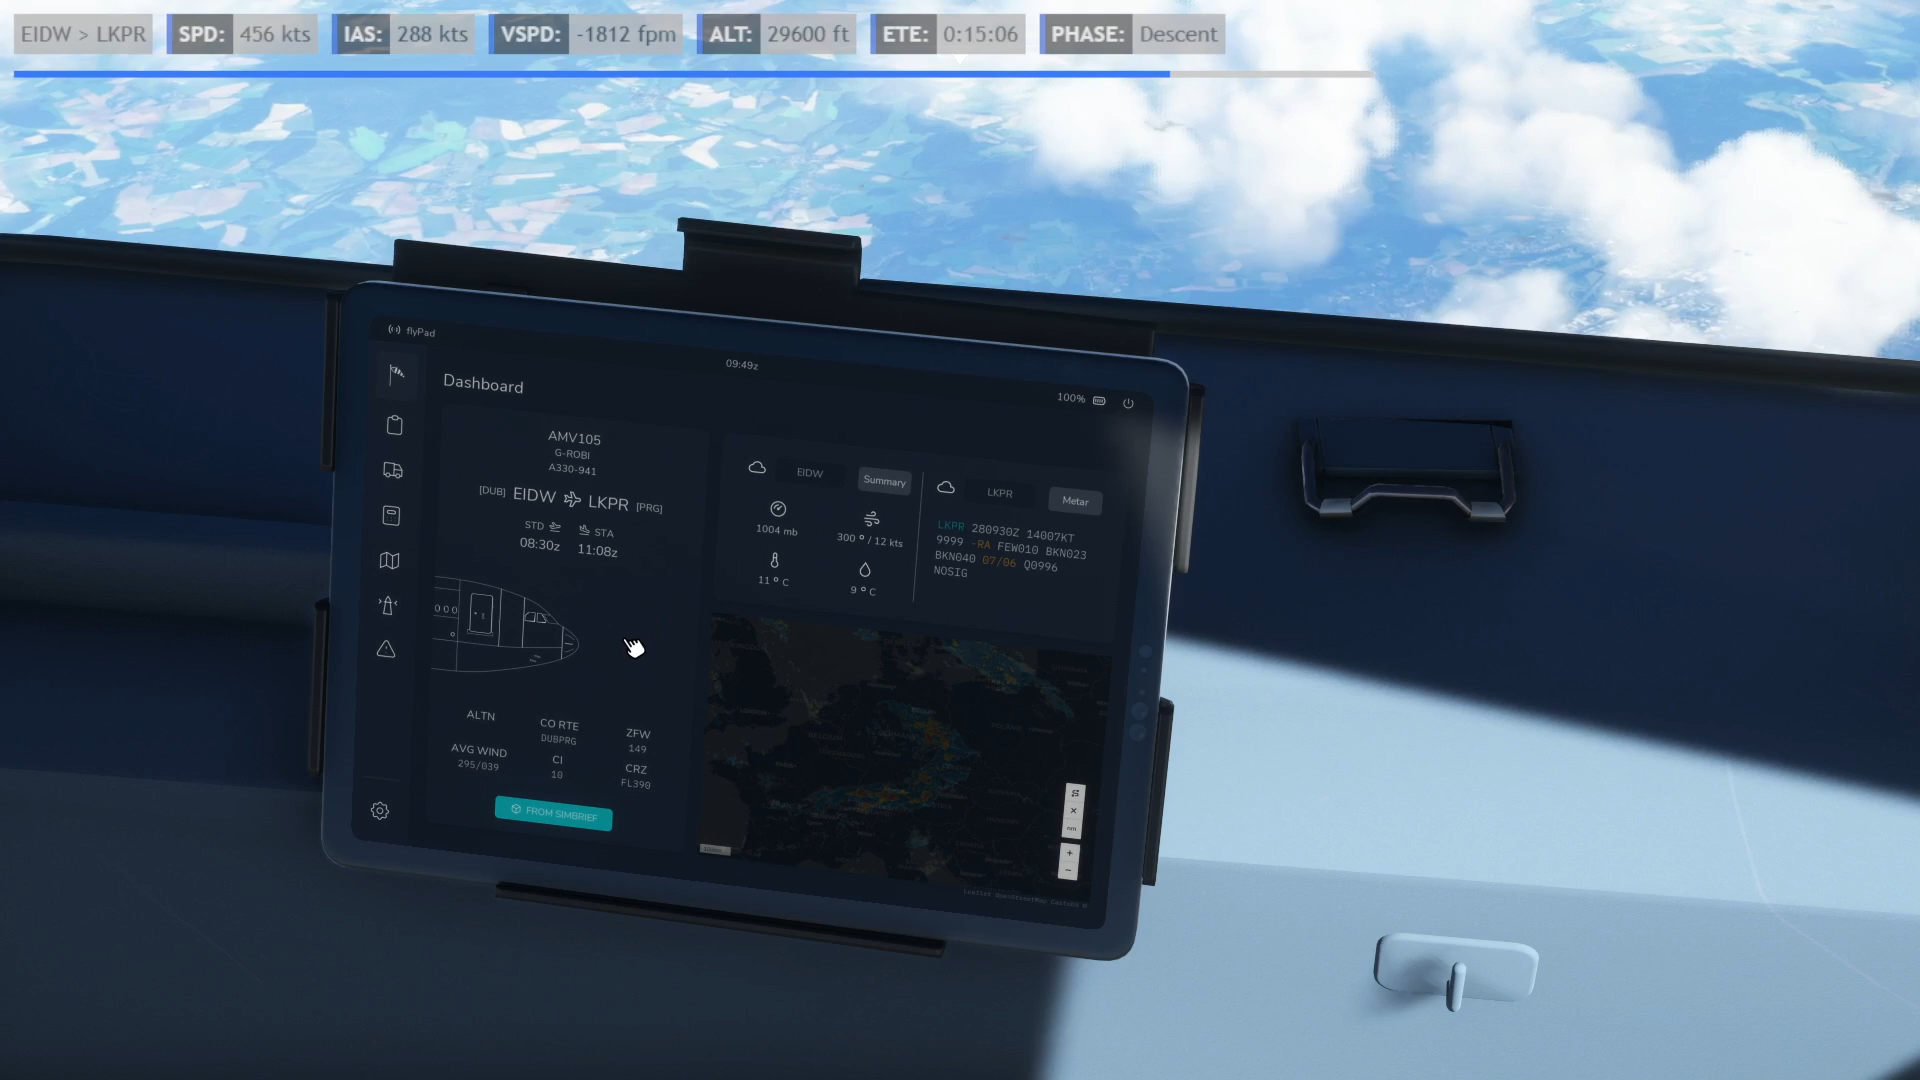 EIDW > LKPR SPD: 456 kts IAS: 288 kts VSPD: -1812 fpm ALT: 29600 ft ETE: 0:15:06 PHASE: Descent
flyPad
09:49z
100%
Dashboard
AMV105
G-ROBI
A330-941
[DUB] EIDW LKPR [PRG]
STD STA
08:30z 11:08z
ALTN
CO RTE
DUBPRG
ZFW
149
AVG WIND
295/039
CI
10
CRZ
FL390
FROM SIMBRIEF
EIDW Summary
1004 mb
300 º / 12 kts
11 º C
9 º C
LKPR Metar
LKPR 280930Z 14007KT
9999 -RA FEW010 BKN023
BKN040 07/06 Q0996
NOSIG
nm
+
−